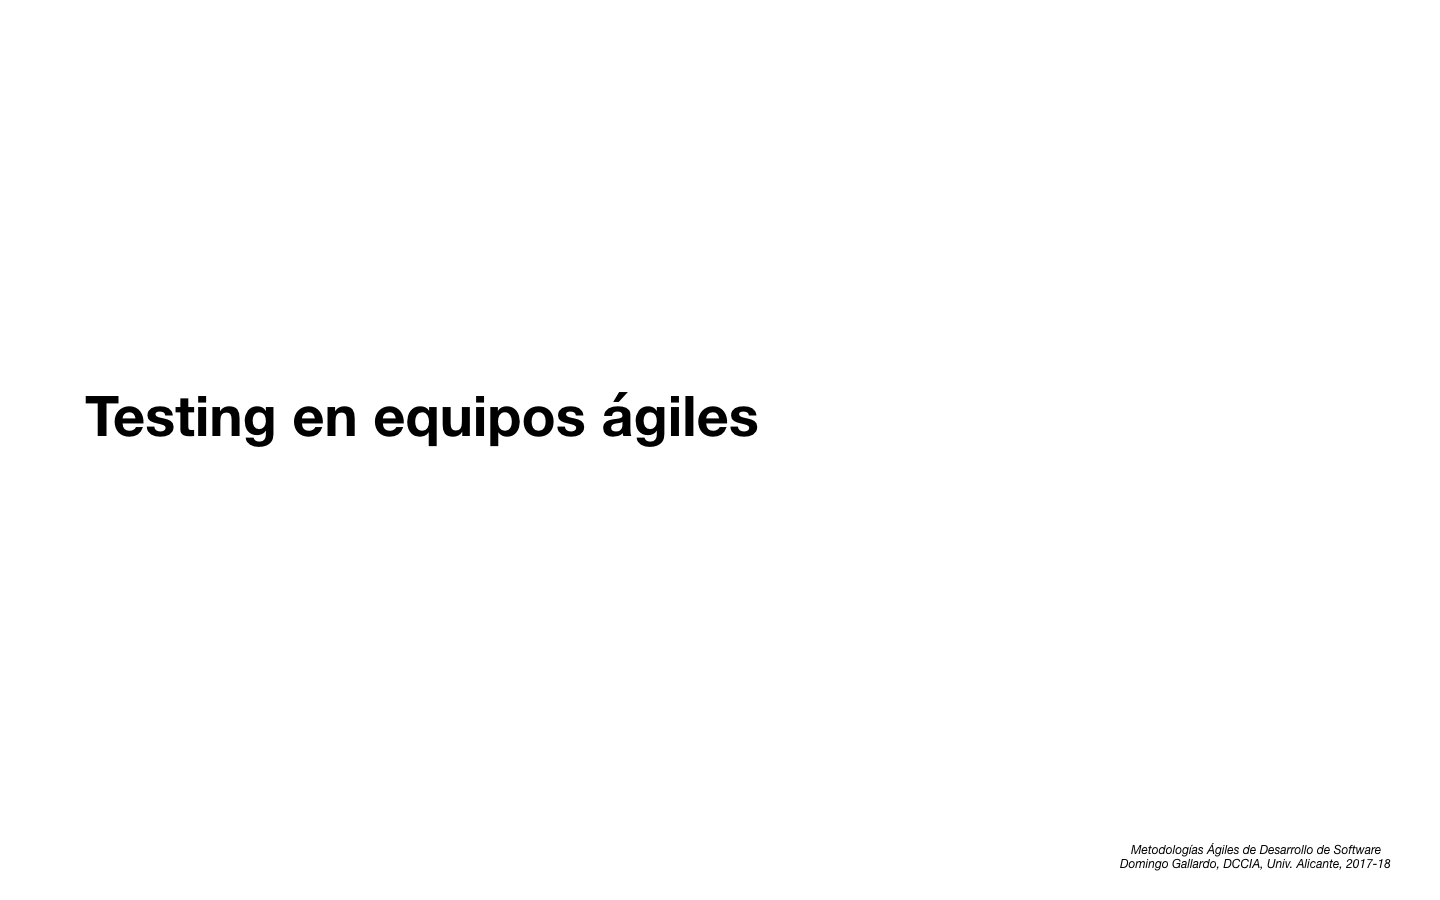 Testing en equipos ágiles
Metodologías Ágiles de Desarrollo de Software
Domingo Gallardo, DCCIA, Univ. Alicante, 2017-18